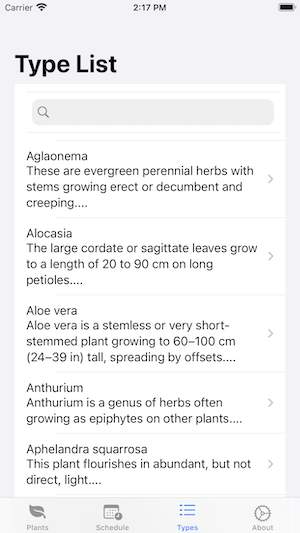 Carrier 2:17 PM
Type List
Aglaonema
These are evergreen perennial herbs with
stems growing erect or decumbent and
creeping....
Alocasia
The large cordate or sagittate leaves grow
to a length of 20 to 90 cm on long
petioles....
Aloe vera
Aloe vera is a stemless or very short-
stemmed plant growing to 60–100 cm
(24–39 in) tall, spreading by offsets....
Anthurium
Anthurium is a genus of herbs often
growing as epiphytes on other plants....
Aphelandra squarrosa
This plant flourishes in abundant, but not
direct, light....
Plants Schedule Types About